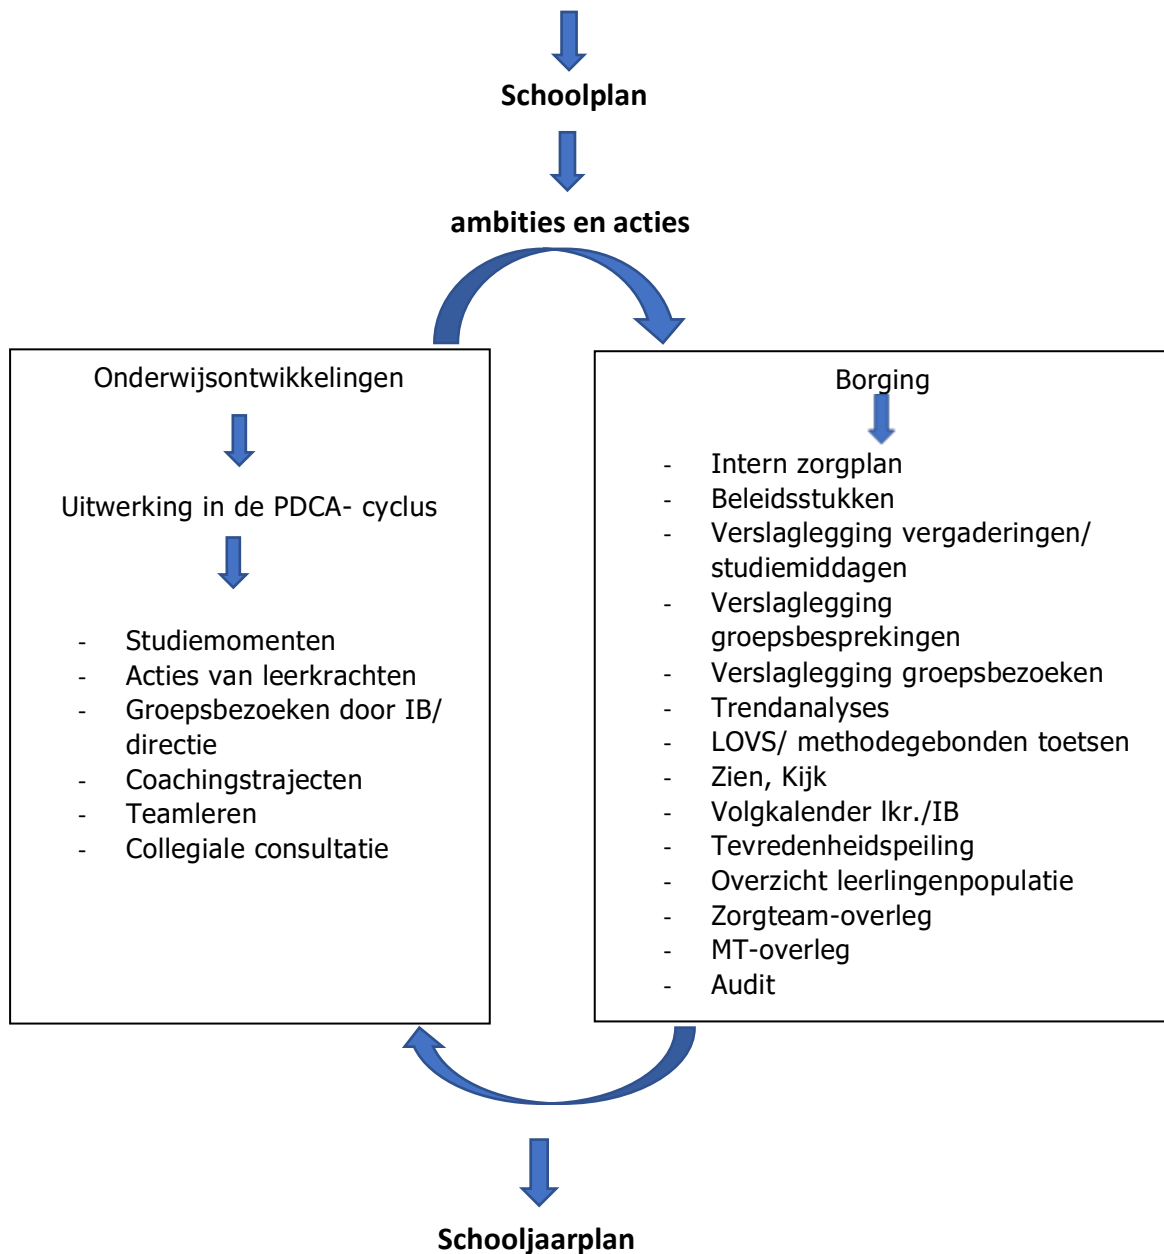 Schoolplan
ambities en acties
Onderwijsontwikkelingen
Uitwerking in de PDCA- cyclus
- Studiemomenten
- Acties van leerkrachten
- Groepsbezoeken door IB/
directie
- Coachingstrajecten
- Teamleren
- Collegiale consultatie
Borging
- Intern zorgplan
- Beleidsstukken
- Verslaglegging vergaderingen/
studiemiddagen
- Verslaglegging
groepsbesprekingen
- Verslaglegging groepsbezoeken
- Trendanalyses
- LOVS/ methodegebonden toetsen
- Zien, Kijk
- Volgkalender lkr./IB
- Tevredenheidspeiling
- Overzicht leerlingenpopulatie
- Zorgteam-overleg
- MT-overleg
- Audit
Schooljaarplan